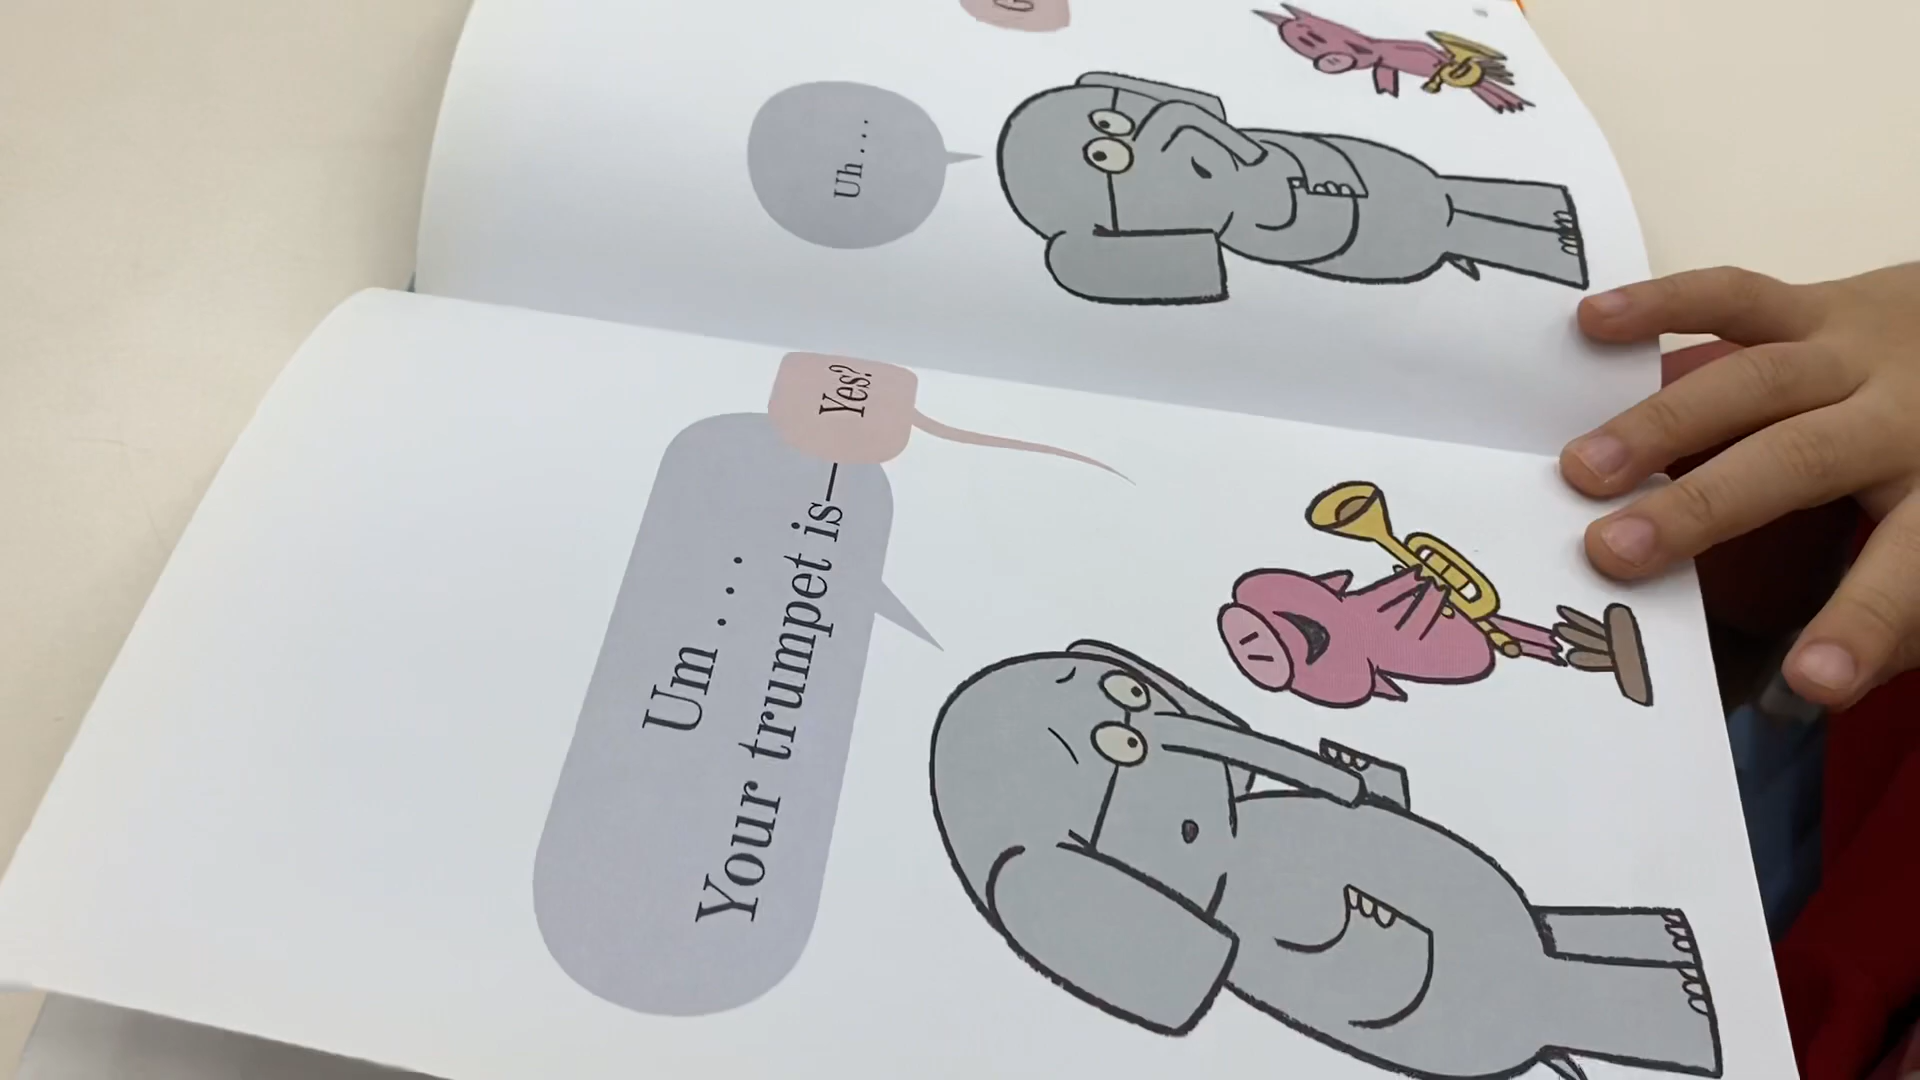 Um . . .
Your trumpet is—
Yes?
Uh . . . .